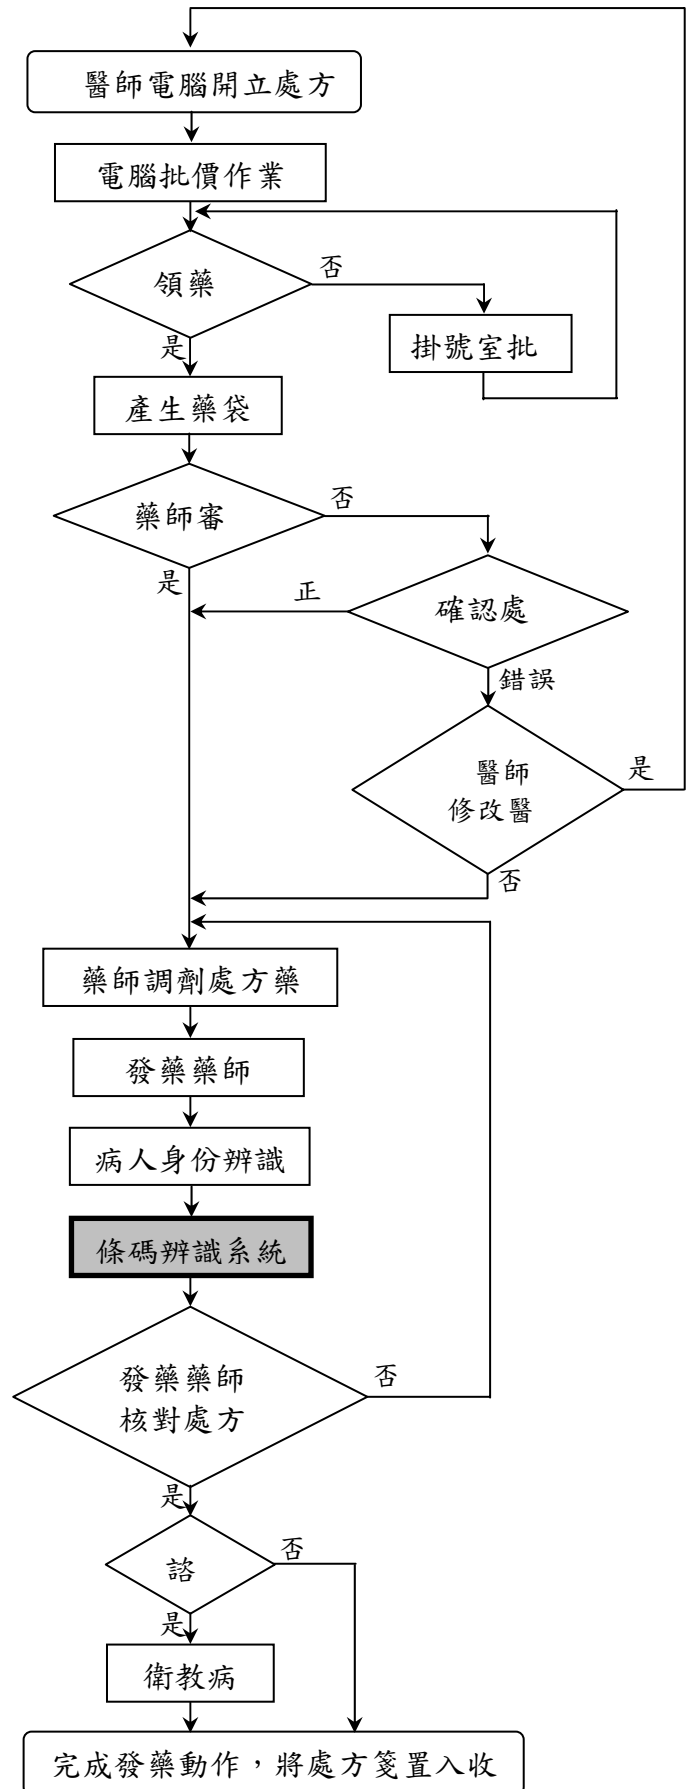 醫師電腦開立處方
電腦批價作業
領藥
否
掛號室批
是
產生藥袋
藥師審
否
是
正
確認處
錯誤
醫師
修改醫
是
否
藥師調劑處方藥
發藥藥師
病人身份辨識
條碼辨識系統
發藥藥師
核對處方
否
是
諮
否
是
衛教病
完成發藥動作，將處方箋置入收